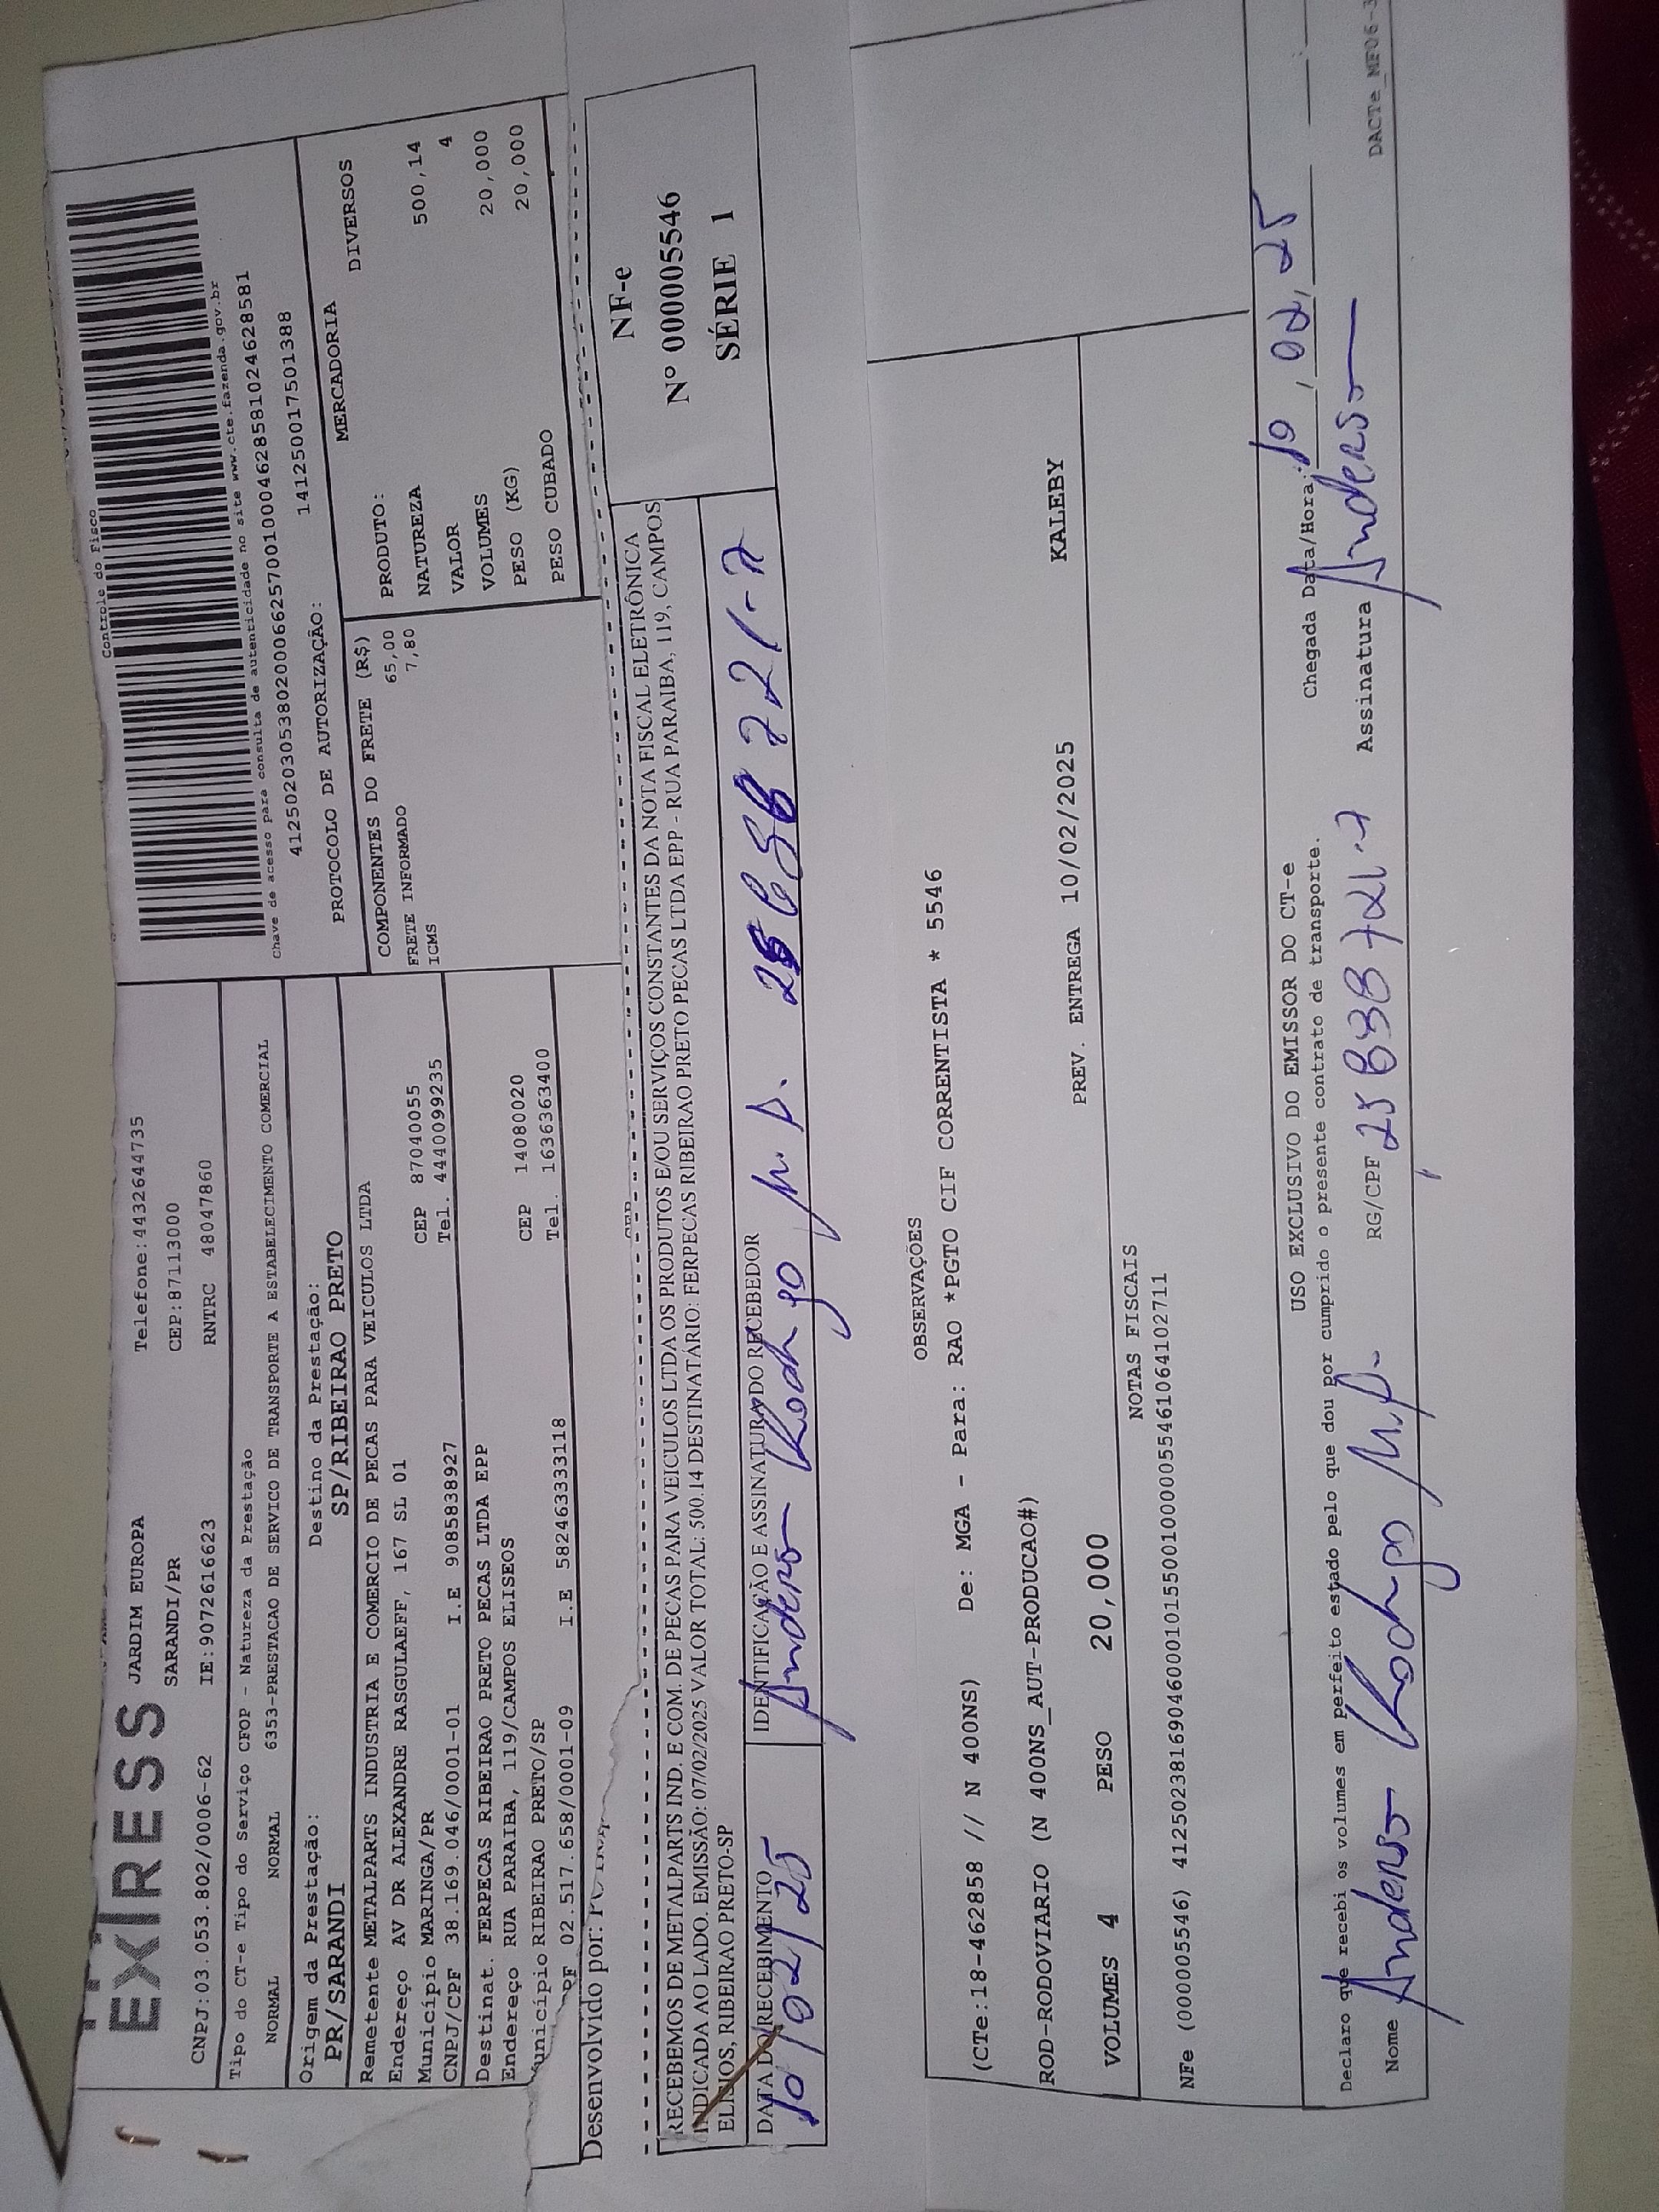 Controle do Fisco
EXPRESS JARDIM EUROPA Telefone:4432644735
SARANDI/PR CEP:87113000
CNPJ:03.053.802/0006-62 IE:9072616623 RNTRC 48047860
Chave de acesso para consulta de autenticidade no site www.cte.fazenda.gov.br
41250203053802000662570010004628581024628581
Tipo do CT-e Tipo do Serviço CFOP - Natureza da Prestação
NORMAL NORMAL 6353-PRESTACAO DE SERVICO DE TRANSPORTE A ESTABELECIMENTO COMERCIAL
PROTOCOLO DE AUTORIZAÇÃO: 141250017501388
Origem da Prestação: Destino da Prestação:
PR/SARANDI SP/RIBEIRAO PRETO
Remetente METALPARTS INDUSTRIA E COMERCIO DE PECAS PARA VEICULOS LTDA
Endereço AV DR ALEXANDRE RASGULAEFF, 167 SL 01
Município MARINGA/PR CEP 87040055
CNPJ/CPF 38.169.046/0001-01 I.E 9085838927 Tel. 4440099235
Destinat. FERPECAS RIBEIRAO PRETO PECAS LTDA EPP
Endereço RUA PARAIBA, 119/CAMPOS ELISEOS
unicípio RIBEIRAO PRETO/SP CEP 14080020
PF 02.517.658/0001-09 I.E 582463333118 Tel. 1636363400
COMPONENTES DO FRETE (R$)
FRETE INFORMADO 65,00
ICMS 7,80
MERCADORIA
PRODUTO: DIVERSOS
NATUREZA
VALOR 500,14
VOLUMES 4
PESO (KG) 20,000
PESO CUBADO 20,000
Desenvolvido por:
RECEBEMOS DE METALPARTS IND. E COM. DE PECAS PARA VEICULOS LTDA OS PRODUTOS E/OU SERVIÇOS CONSTANTES DA NOTA FISCAL ELETRÔNICA
INDICADA AO LADO. EMISSÃO: 07/02/2025 VALOR TOTAL: 500.14 DESTINATÁRIO: FERPECAS RIBEIRAO PRETO PECAS LTDA EPP - RUA PARAIBA, 119, CAMPOS
ELISIOS, RIBEIRAO PRETO-SP
NF-e
Nº 000005546
SÉRIE 1
DATA DO RECEBIMENTO IDENTIFICAÇÃO E ASSINATURA DO RECEBEDOR
10/02/25 Anderson Rodrigo M. D.
OBSERVAÇÕES
(CTe:18-462858 // N 400NS) De: MGA - Para: RAO *PGTO CIF CORRENTISTA * 5546
ROD-RODOVIARIO (N 400NS_AUT-PRODUCAO#) PREV. ENTREGA 10/02/2025 KALEBY
VOLUMES 4 PESO 20,000
NOTAS FISCAIS
NFe (000005546) 41250238169046000101550010000055461064102711
USO EXCLUSIVO DO EMISSOR DO CT-e
Declaro que recebi os volumes em perfeito estado pelo que dou por cumprido o presente contrato de transporte. Chegada Data/Hora: 10/02/25
Nome Anderson Rodrigo M.D. RG/CPF Assinatura Anderson
DACTe_MF06-3